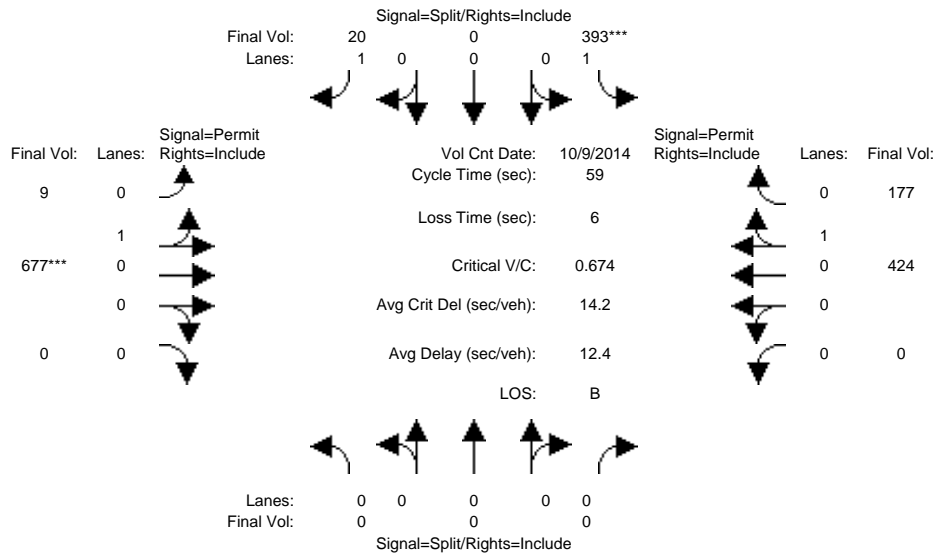 Signal=Split/Rights=Include
Final Vol: 20 0 393***
Lanes: 1 0 0 0 1
Signal=Permit Signal=Permit
Final Vol: Lanes: Rights=Include Vol Cnt Date: 10/9/2014 Rights=Include Lanes: Final Vol:
Cycle Time (sec): 59
9 0 0 177
Loss Time (sec): 6
1 1
677*** 0 Critical V/C: 0.674 0 424
0 Avg Crit Del (sec/veh): 14.2 0
0 0 Avg Delay (sec/veh): 12.4 0 0
LOS: B
Lanes: 0 0 0 0 0
Final Vol: 0 0 0
Signal=Split/Rights=Include